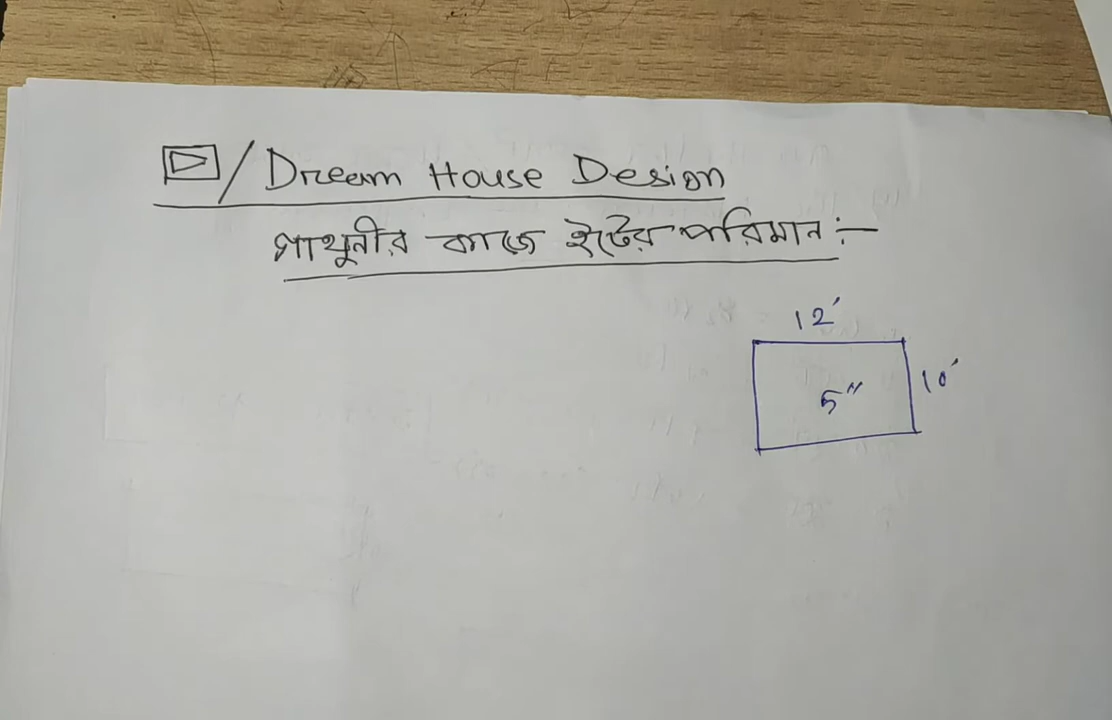 / Dream House Design
গাথুনীর কাজে ইটের পরিমান :-
12'
5"
10'